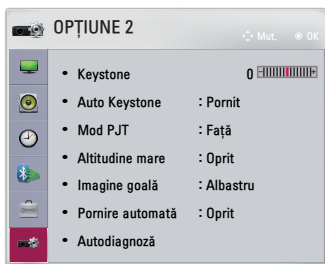 OPȚIUNE 2
Mut. OK
• Keystone 0
• Auto Keystone : Pornit
• Mod PJT : Față
• Altitudine mare : Oprit
• Imagine goală : Albastru
• Pornire automată : Oprit
• Autodiagnoză